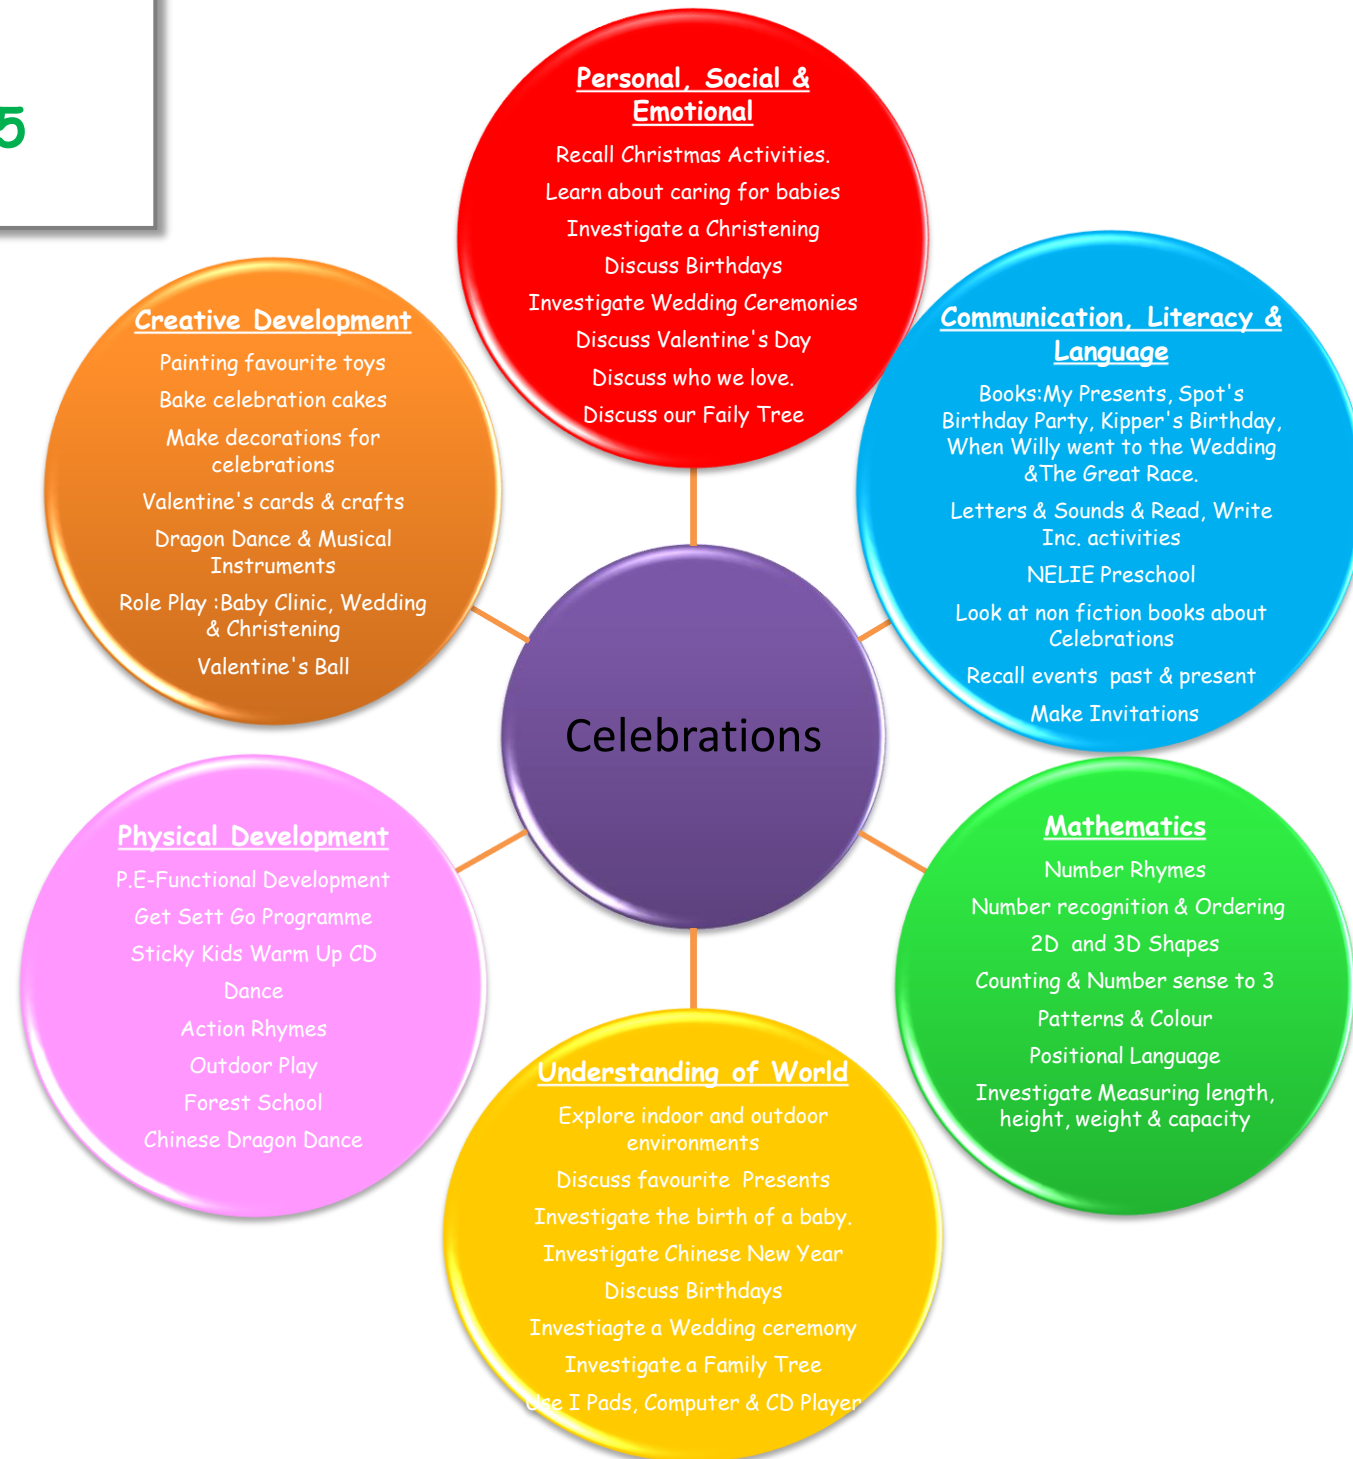 5
Personal, Social &
Emotional
Recall Christmas Activities.
Learn about caring for babies
Investigate a Christening
Discuss Birthdays
Investigate Wedding Ceremonies
Discuss Valentine's Day
Discuss who we love.
Discuss our Faily Tree
Communication, Literacy &
Language
Books:My Presents, Spot's
Birthday Party, Kipper's Birthday,
When Willy went to the Wedding
&The Great Race.
Letters & Sounds & Read, Write
Inc. activities
NELIE Preschool
Look at non fiction books about
Celebrations
Recall events past & present
Make Invitations
Mathematics
Number Rhymes
Number recognition & Ordering
2D and 3D Shapes
Counting & Number sense to 3
Patterns & Colour
Positional Language
Investigate Measuring length,
height, weight & capacity
Understanding of World
Explore indoor and outdoor
environments
Discuss favourite Presents
Investigate the birth of a baby.
Investigate Chinese New Year
Discuss Birthdays
Investiagte a Wedding ceremony
Investigate a Family Tree
Use I Pads, Computer & CD Player
Physical Development
P.E-Functional Development
Get Sett Go Programme
Sticky Kids Warm Up CD
Dance
Action Rhymes
Outdoor Play
Forest School
Chinese Dragon Dance
Creative Development
Painting favourite toys
Bake celebration cakes
Make decorations for
celebrations
Valentine's cards & crafts
Dragon Dance & Musical
Instruments
Role Play :Baby Clinic, Wedding
& Christening
Valentine's Ball
Celebrations